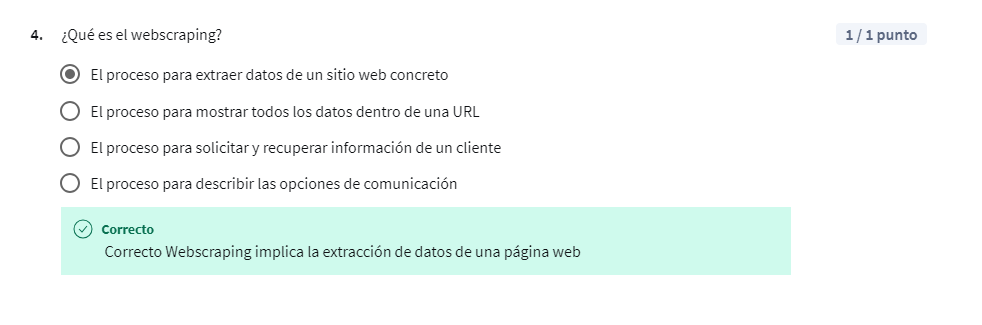 4. ¿Qué es el webscraping?
1 / 1 punto
El proceso para extraer datos de un sitio web concreto
El proceso para mostrar todos los datos dentro de una URL
El proceso para solicitar y recuperar información de un cliente
El proceso para describir las opciones de comunicación
Correcto
Correcto Webscraping implica la extracción de datos de una página web